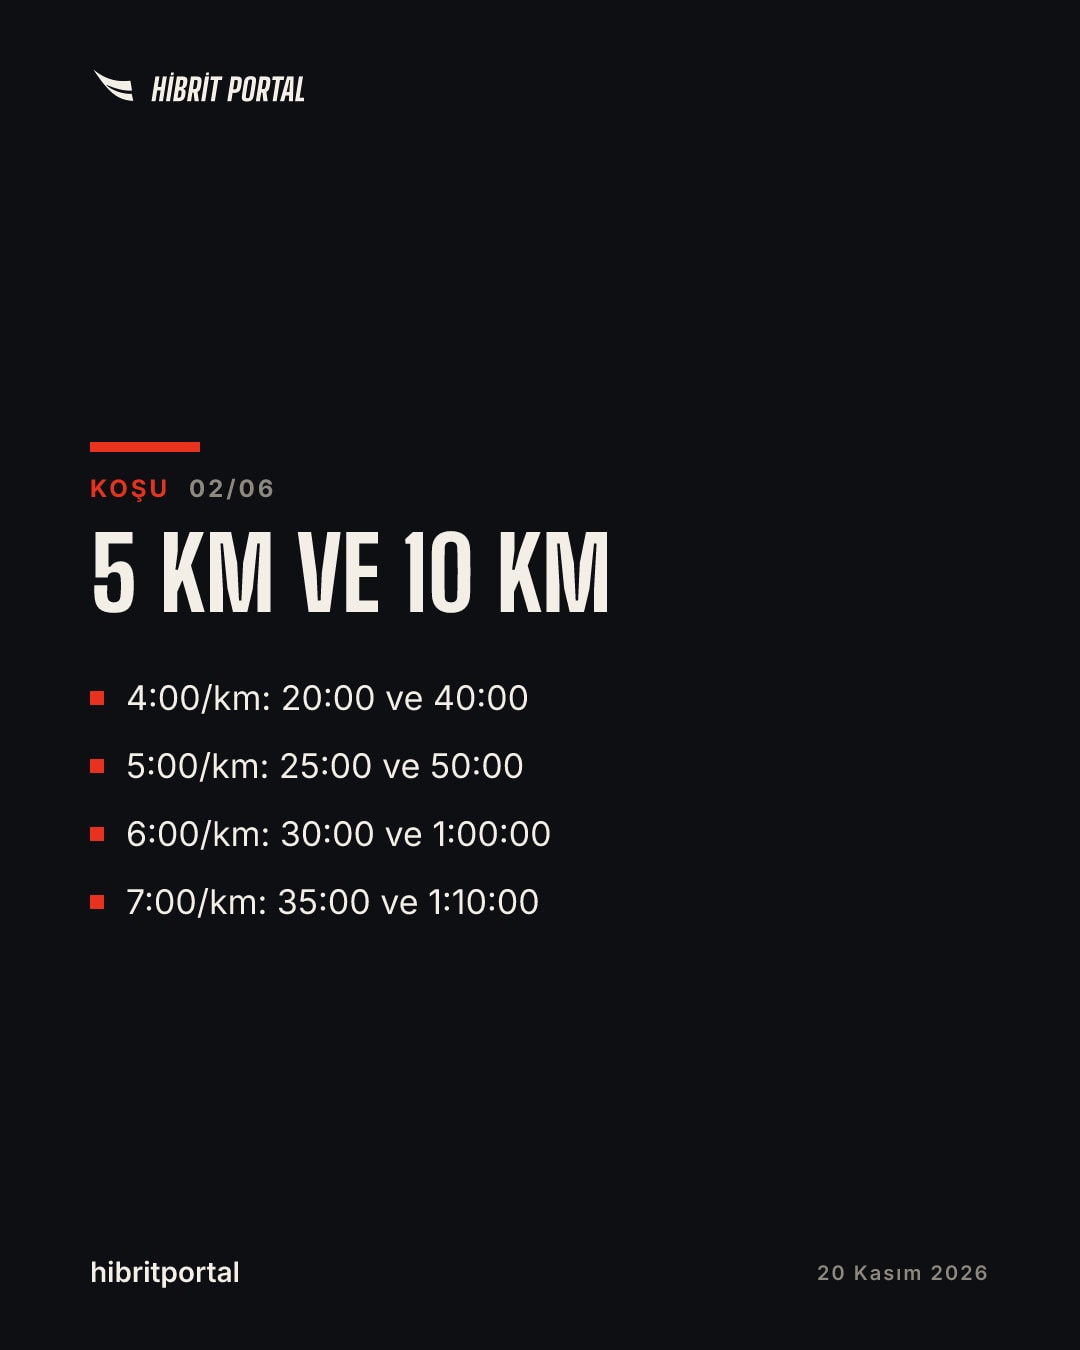 HİBRİT PORTAL
KOŞU 02/06
5 KM VE 10 KM
4:00/km: 20:00 ve 40:00
5:00/km: 25:00 ve 50:00
6:00/km: 30:00 ve 1:00:00
7:00/km: 35:00 ve 1:10:00
hibritportal
20 Kasım 2026